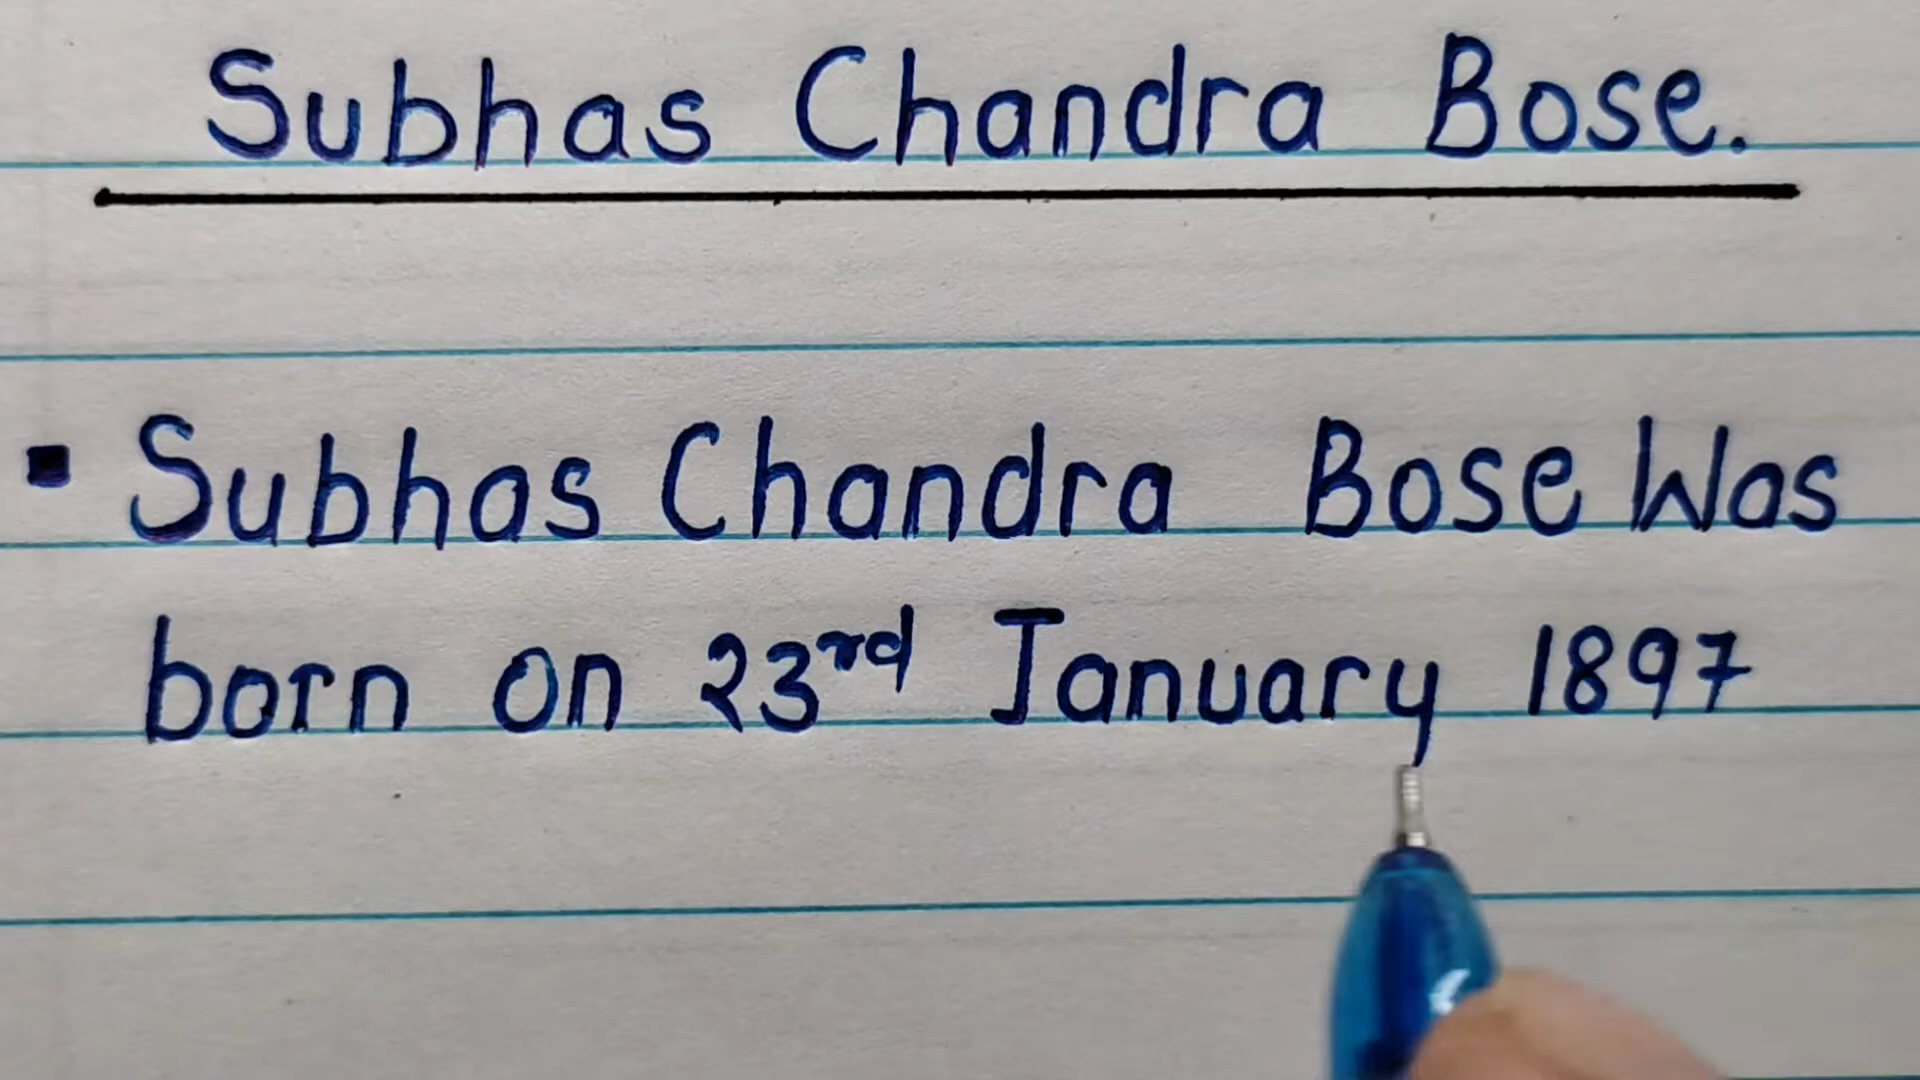 Subhas Chandra Bose.
▪ Subhas Chandra Bose Was
born on 23rd January 1897